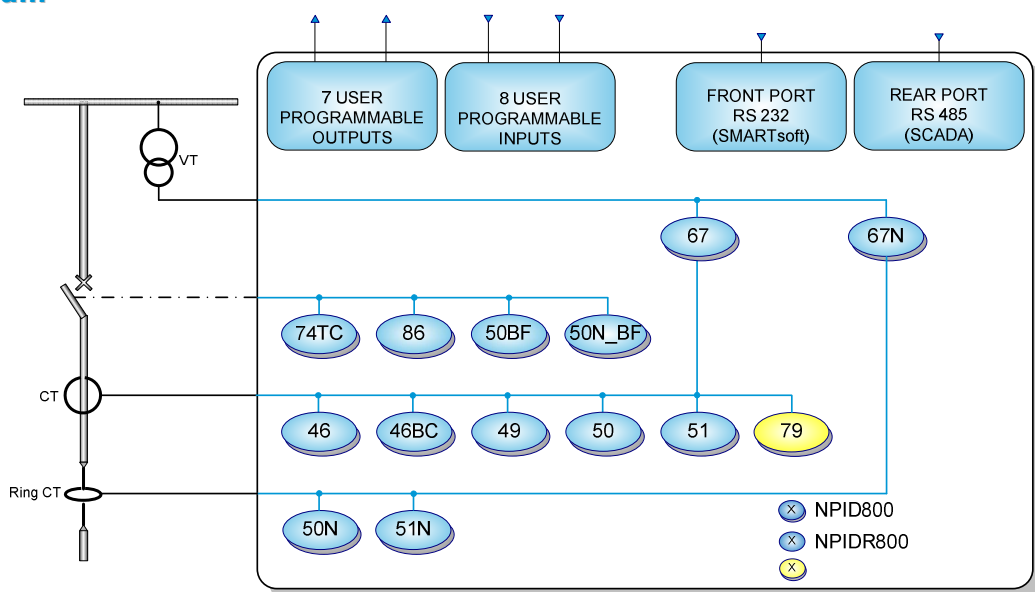 7 USER
PROGRAMMABLE
OUTPUTS
8 USER
PROGRAMMABLE
INPUTS
FRONT PORT
RS 232
(SMARTsoft)
REAR PORT
RS 485
(SCADA)
VT
67
67N
74TC
86
50BF
50N_BF
CT
46
46BC
49
50
51
79
Ring CT
50N
51N
X NPID800
X NPIDR800
X